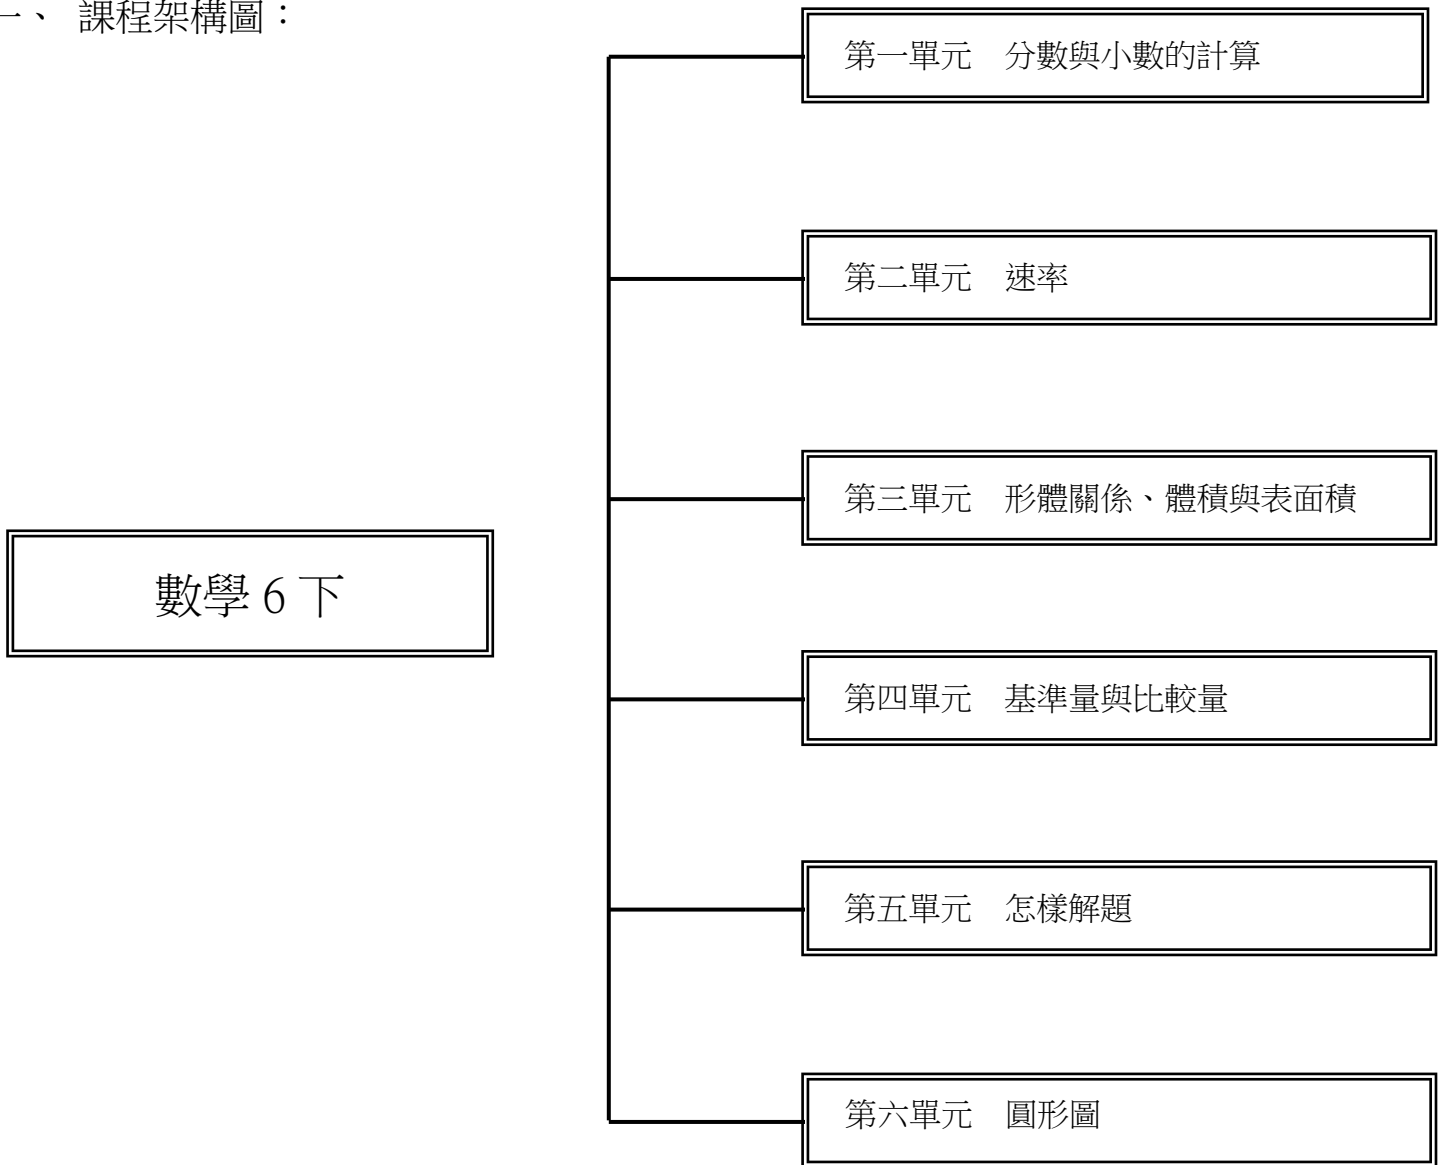 一、 課程架構圖：
第一單元　分數與小數的計算
第二單元　速率
第三單元　形體關係、體積與表面積
數學 6 下
第四單元　基準量與比較量
第五單元　怎樣解題
第六單元　圓形圖